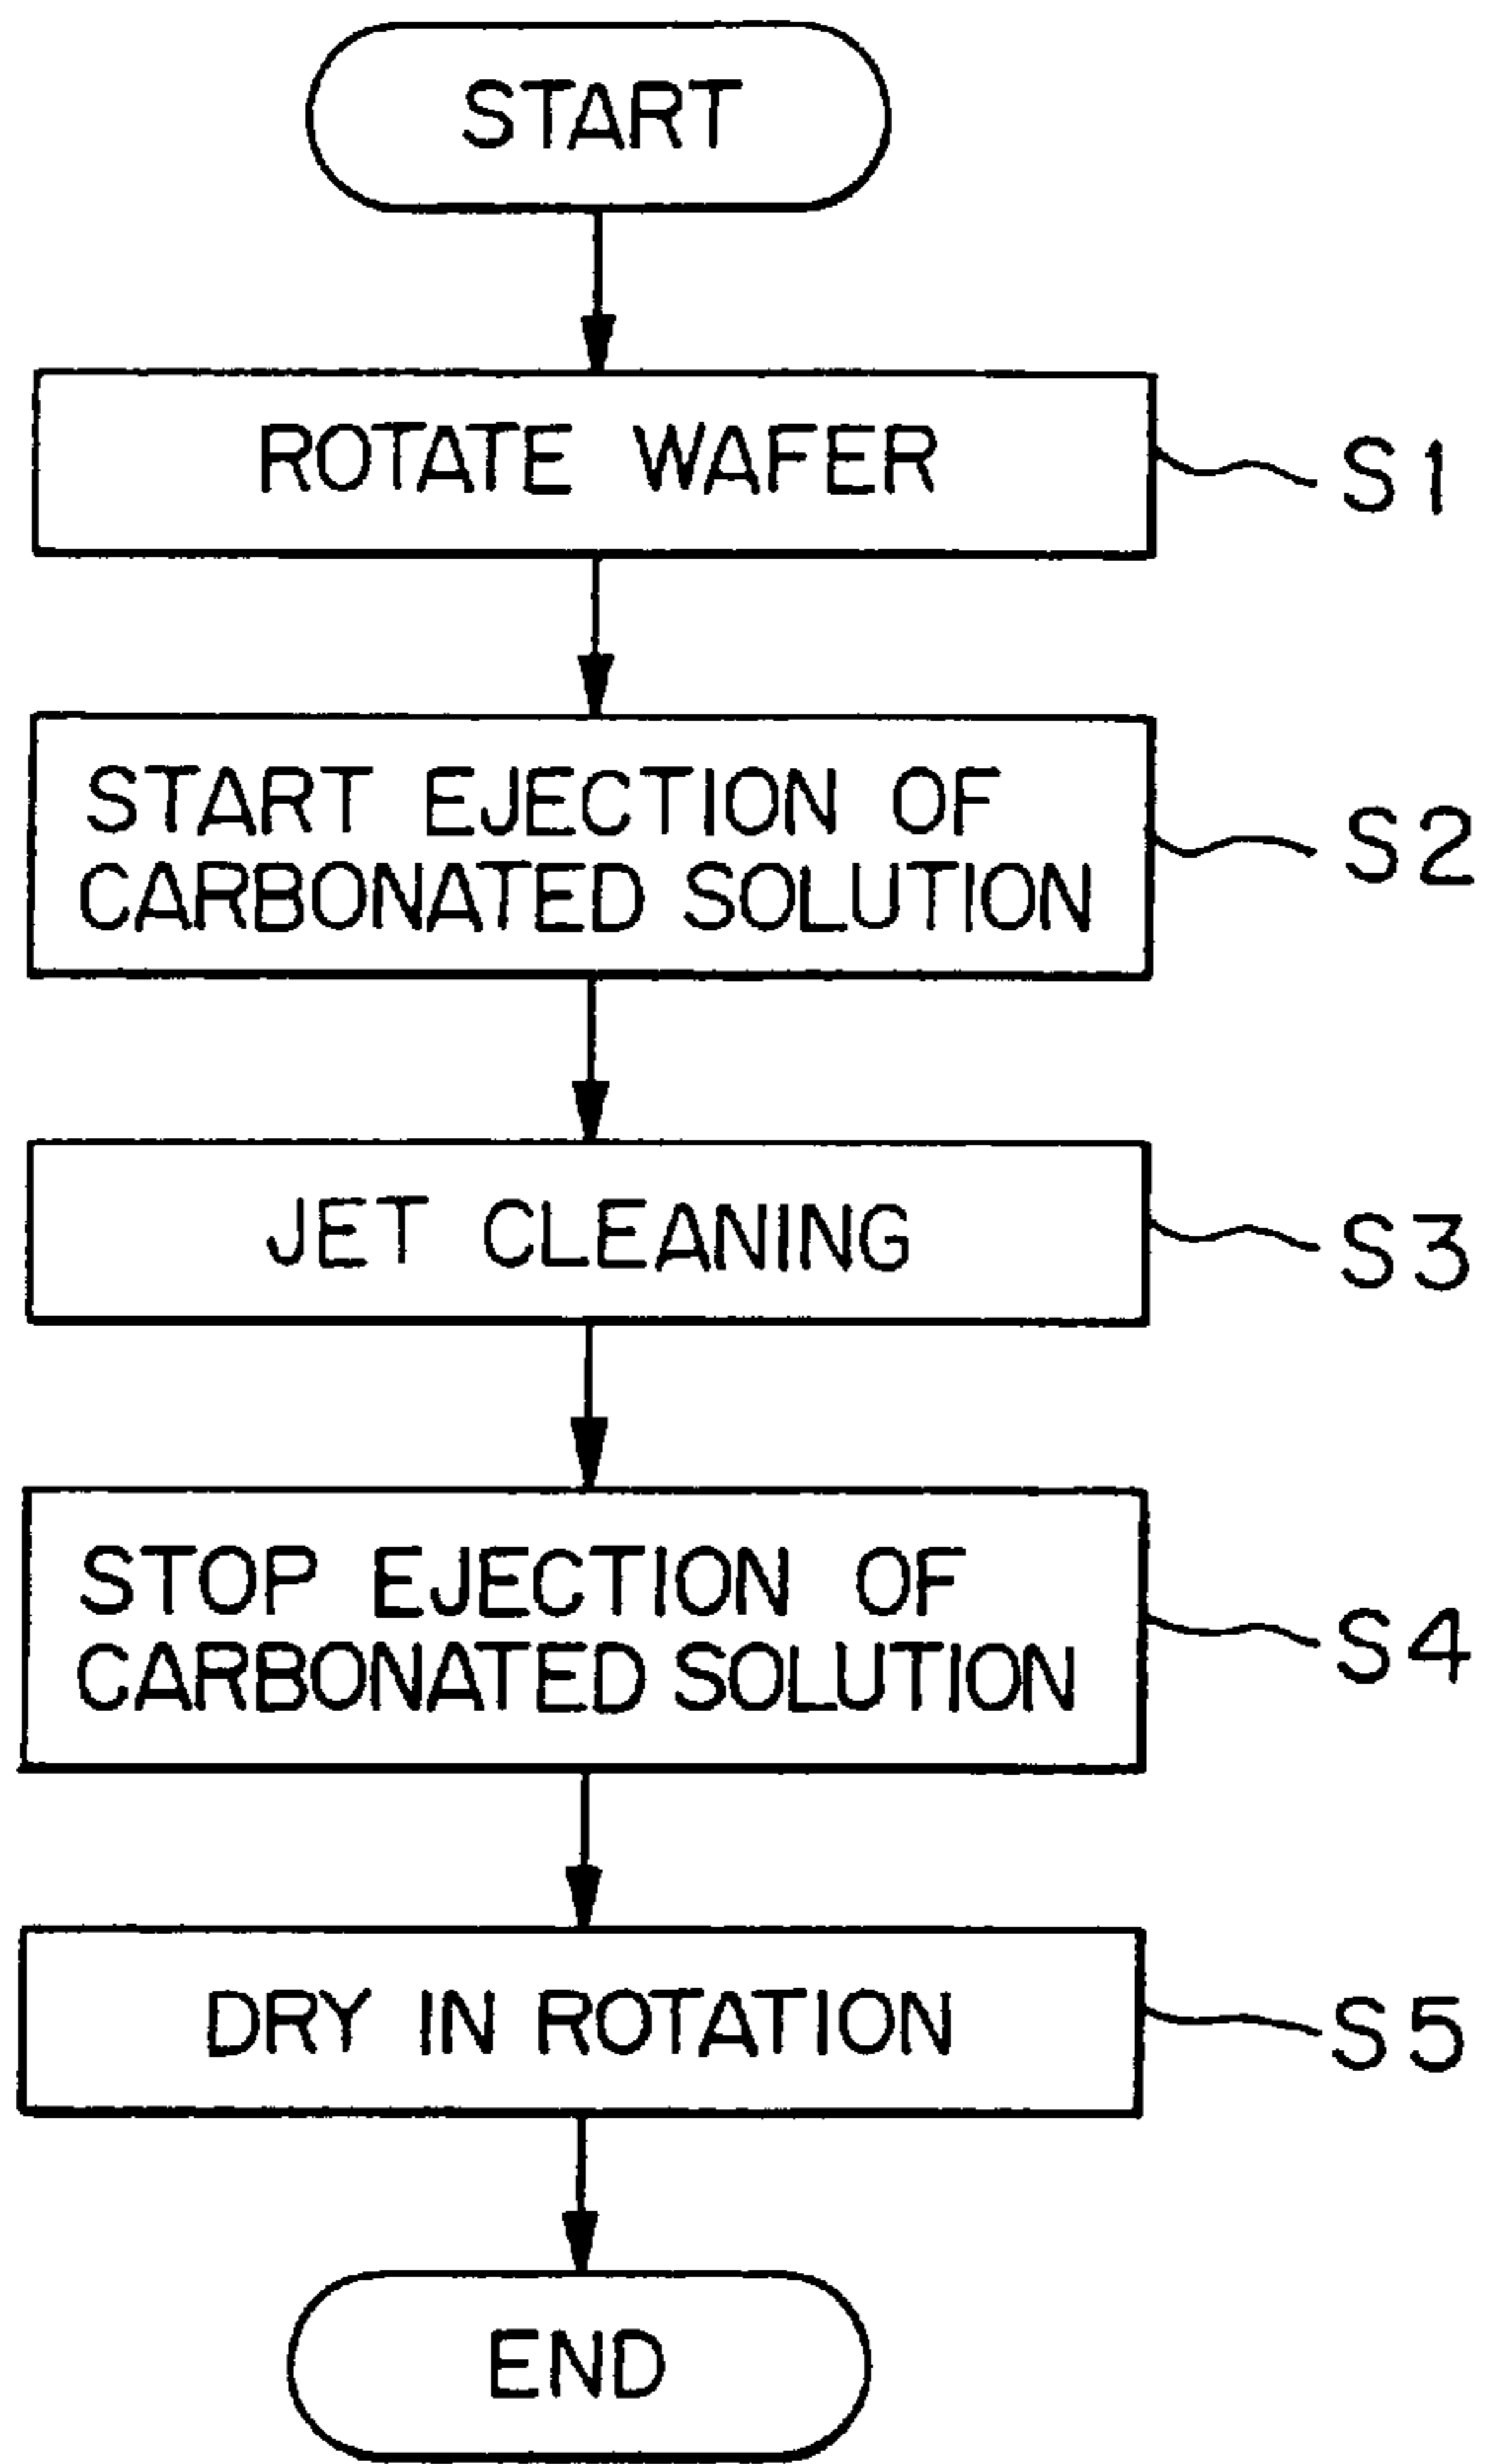 START
ROTATE WAFER
S1
START EJECTION OF
CARBONATED SOLUTION
S2
JET CLEANING
S3
STOP EJECTION OF
CARBONATED SOLUTION
S4
DRY IN ROTATION
S5
END